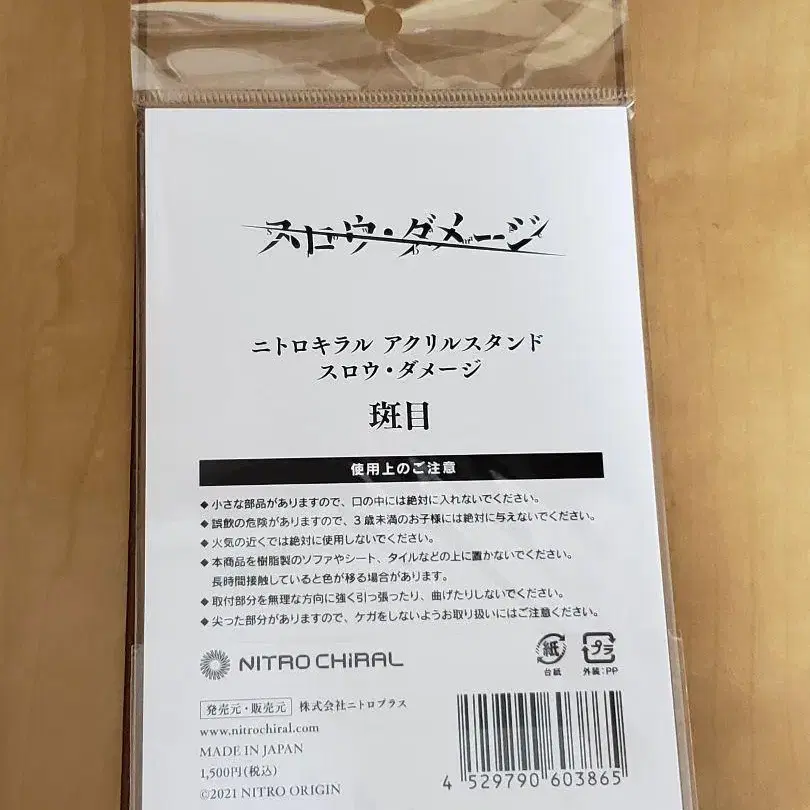 スロウ・ダメージ
ニトロキラル アクリルスタンド
スロウ・ダメージ
斑目
使用上のご注意
◆小さな部品がありますので、口の中には絶対に入れないでください。
◆誤飲の危険がありますので、3歳未満のお子様には絶対に与えないでください。
◆火気の近くでは絶対に使用しないでください。
◆本商品を樹脂製のソファやシート、タイルなどの上に置かないでください。
長時間接触していると色が移る場合があります。
◆取付部分を無理な方向に強く引っ張ったり、曲げたりしないでください。
◆尖った部分がありますので、ケガをしないようお取り扱いにはご注意ください。
NITRO CHiRAL
紙
台紙
プラ
外装:PP
発売元・販売元 株式会社ニトロプラス
www.nitrochiral.com
MADE IN JAPAN
1,500円(税込)
©2021 NITRO ORIGIN
4 529790 603865